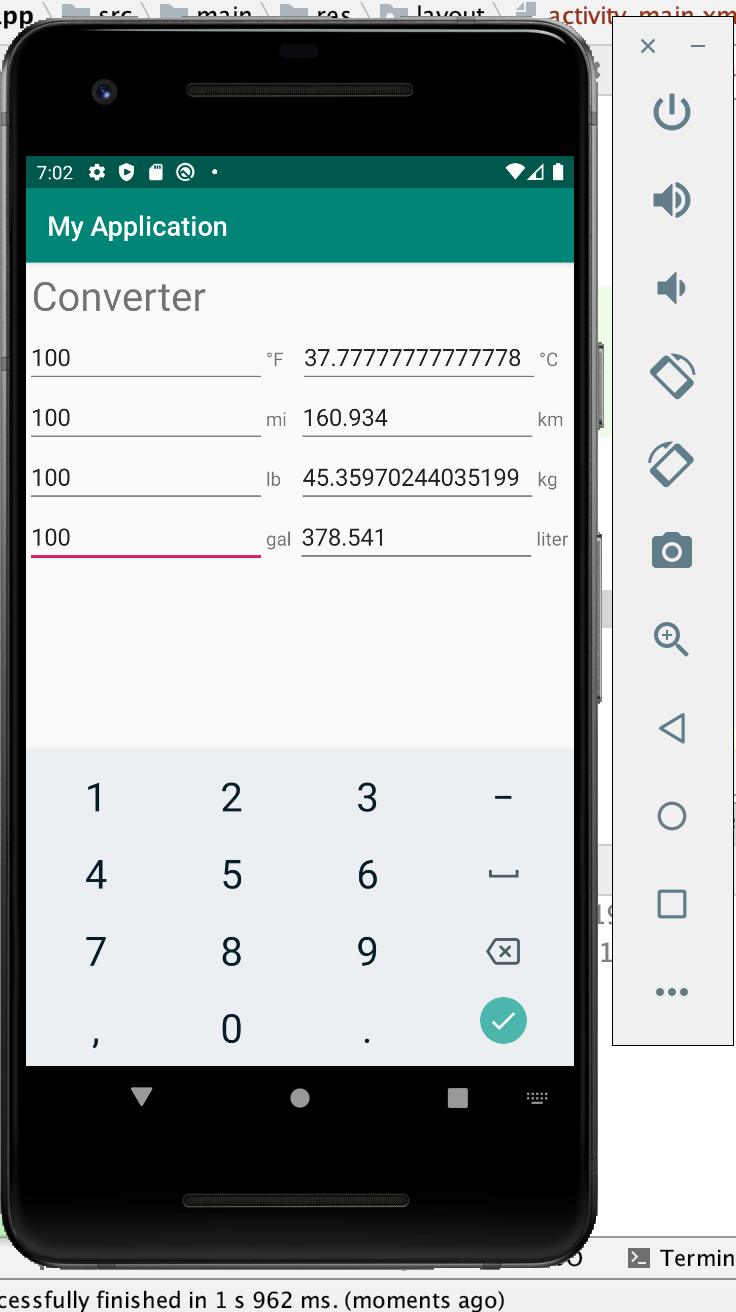 src main res layout activity_main.xm
7:02
My Application
Converter
100 °F 37.77777777777778 °C
100 mi 160.934 km
100 lb 45.35970244035199 kg
100 gal 378.541 liter
1 2 3 –
4 5 6
7 8 9
, 0 .
Termin
cessfully finished in 1 s 962 ms. (moments ago)